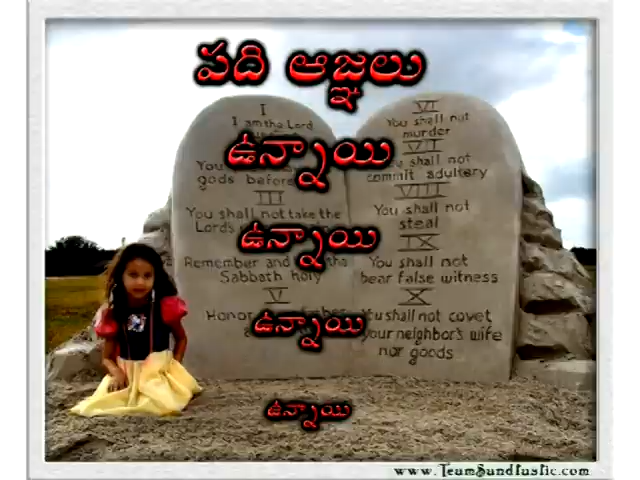 పది ఆజ్ఞలు
ఉన్నాయి
ఉన్నాయి
ఉన్నాయి
ఉన్నాయి
I
I am the Lord
You
gods before
III
You shall not take the
Lord's
Remember and the
Sabbath holy
V
Honor
VI
You shall not
murder
VII
shall not
commit adultery
VIII
You shall not
steal
IX
You shall not
bear false witness
X
You shall not covet
your neighbor's wife
nor goods
www.TeamSandtastic.com